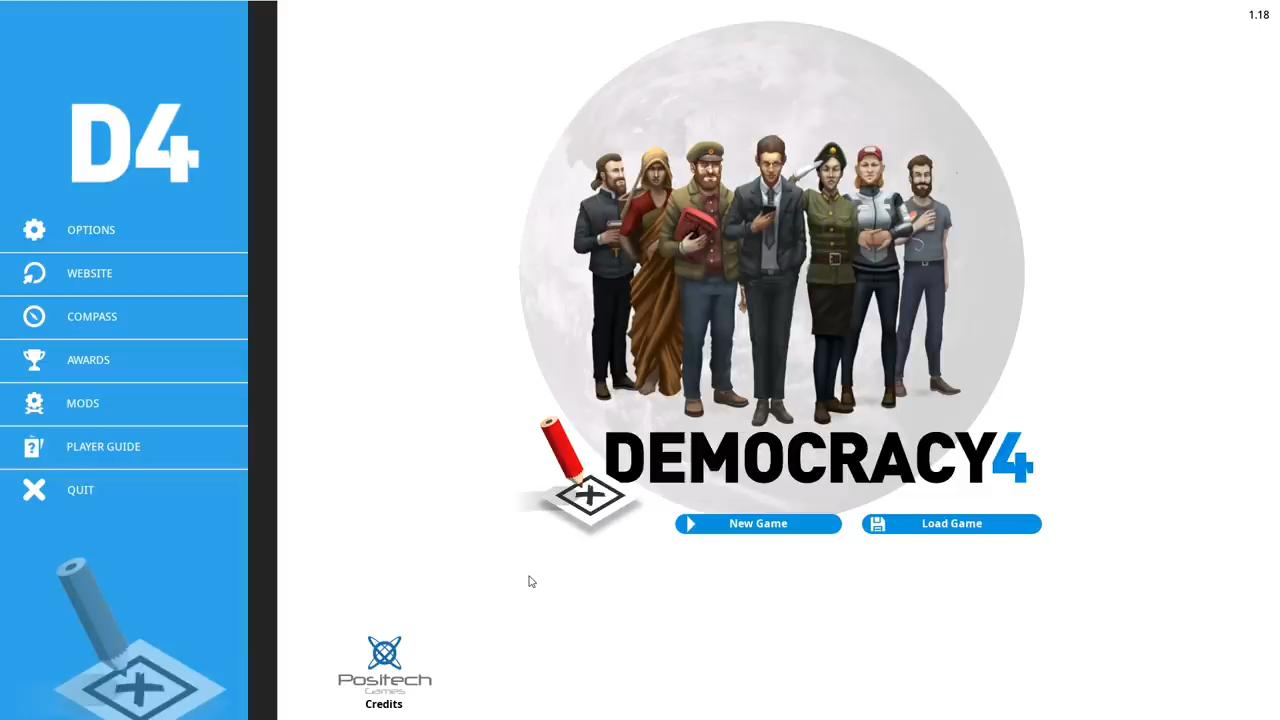 1.18
D4
OPTIONS
WEBSITE
COMPASS
AWARDS
MODS
PLAYER GUIDE
QUIT
DEMOCRACY4
New Game
Load Game
Positech
Games
Credits